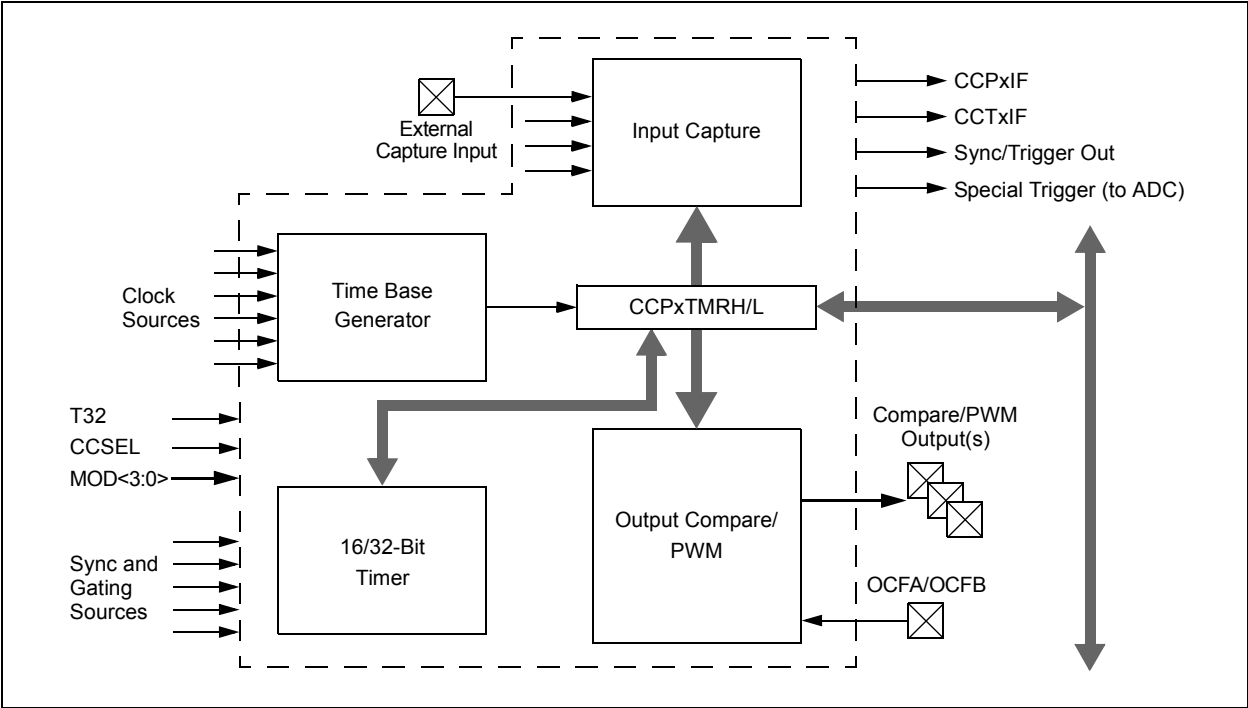 External
Capture Input
Input Capture
CCPxIF
CCTxIF
Sync/Trigger Out
Special Trigger (to ADC)
Clock
Sources
Time Base
Generator
CCPxTMRH/L
T32
CCSEL
MOD<3:0>
Sync and
Gating
Sources
16/32-Bit
Timer
Output Compare/
PWM
Compare/PWM
Output(s)
OCFA/OCFB